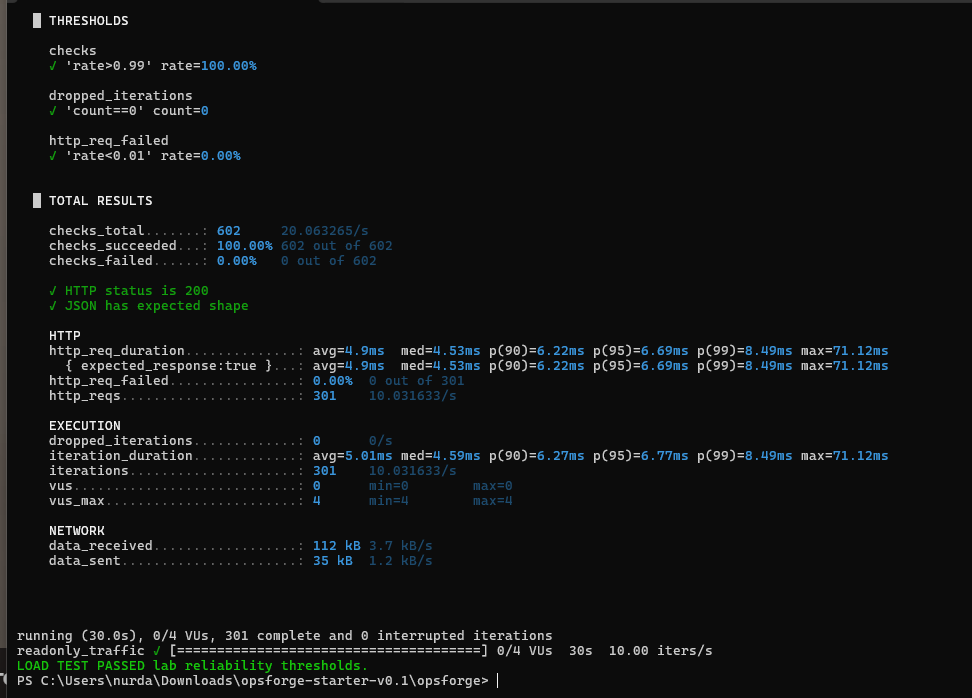 THRESHOLDS
checks
✓ 'rate>0.99' rate=100.00%
dropped_iterations
✓ 'count==0' count=0
http_req_failed
✓ 'rate<0.01' rate=0.00%
TOTAL RESULTS
checks_total.......: 602     20.063265/s
checks_succeeded...: 100.00% 602 out of 602
checks_failed......: 0.00%   0 out of 602
✓ HTTP status is 200
✓ JSON has expected shape
HTTP
http_req_duration..............: avg=4.9ms  med=4.53ms p(90)=6.22ms p(95)=6.69ms p(99)=8.49ms max=71.12ms
{ expected_response:true }...: avg=4.9ms  med=4.53ms p(90)=6.22ms p(95)=6.69ms p(99)=8.49ms max=71.12ms
http_req_failed................: 0.00%  0 out of 301
http_reqs......................: 301    10.031633/s
EXECUTION
dropped_iterations.............: 0      0/s
iteration_duration.............: avg=5.01ms med=4.59ms p(90)=6.27ms p(95)=6.77ms p(99)=8.49ms max=71.12ms
iterations.....................: 301    10.031633/s
vus............................: 0      min=0        max=0
vus_max........................: 4      min=4        max=4
NETWORK
data_received..................: 112 kB 3.7 kB/s
data_sent......................: 35 kB  1.2 kB/s
running (30.0s), 0/4 VUs, 301 complete and 0 interrupted iterations
readonly_traffic ✓ [======================================] 0/4 VUs  30s  10.00 iters/s
LOAD TEST PASSED lab reliability thresholds.
PS C:\Users\nurda\Downloads\opsforge-starter-v0.1\opsforge>